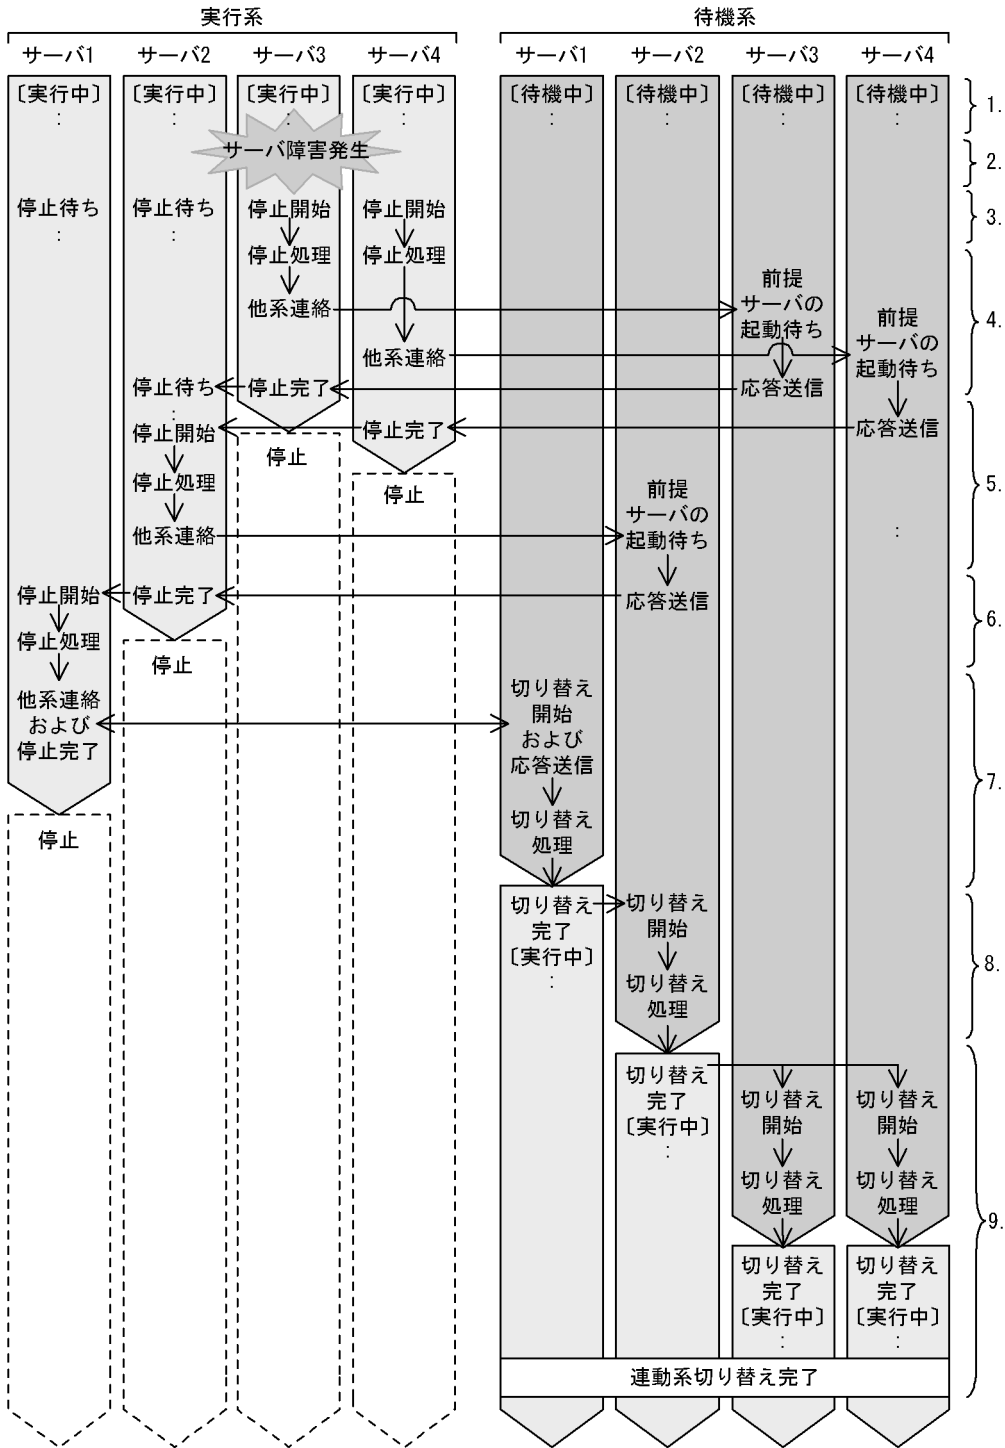 実行系
待機系
サーバ1
サーバ2
サーバ3
サーバ4
サーバ1
サーバ2
サーバ3
サーバ4
〔実行中〕
〔実行中〕
〔実行中〕
〔実行中〕
〔待機中〕
〔待機中〕
〔待機中〕
〔待機中〕
:
:
:
:
:
:
:
:
1.
サーバ障害発生
2.
停止待ち
停止待ち
停止開始
停止開始
:
:
3.
停止処理
停止処理
他系連絡
前提
サーバの
起動待ち
4.
他系連絡
前提
サーバの
起動待ち
停止待ち
停止完了
応答送信
:
停止開始
停止完了
応答送信
停止
停止
停止処理
前提
サーバの
起動待ち
5.
他系連絡
:
停止開始
停止完了
応答送信
6.
停止処理
停止
他系連絡
および
停止完了
切り替え
開始
および
応答送信
7.
切り替え
処理
停止
切り替え
完了
〔実行中〕
:
切り替え
開始
8.
切り替え
処理
切り替え
完了
〔実行中〕
:
切り替え
開始
切り替え
開始
切り替え
処理
切り替え
処理
9.
切り替え
完了
〔実行中〕
:
切り替え
完了
〔実行中〕
:
連動系切り替え完了